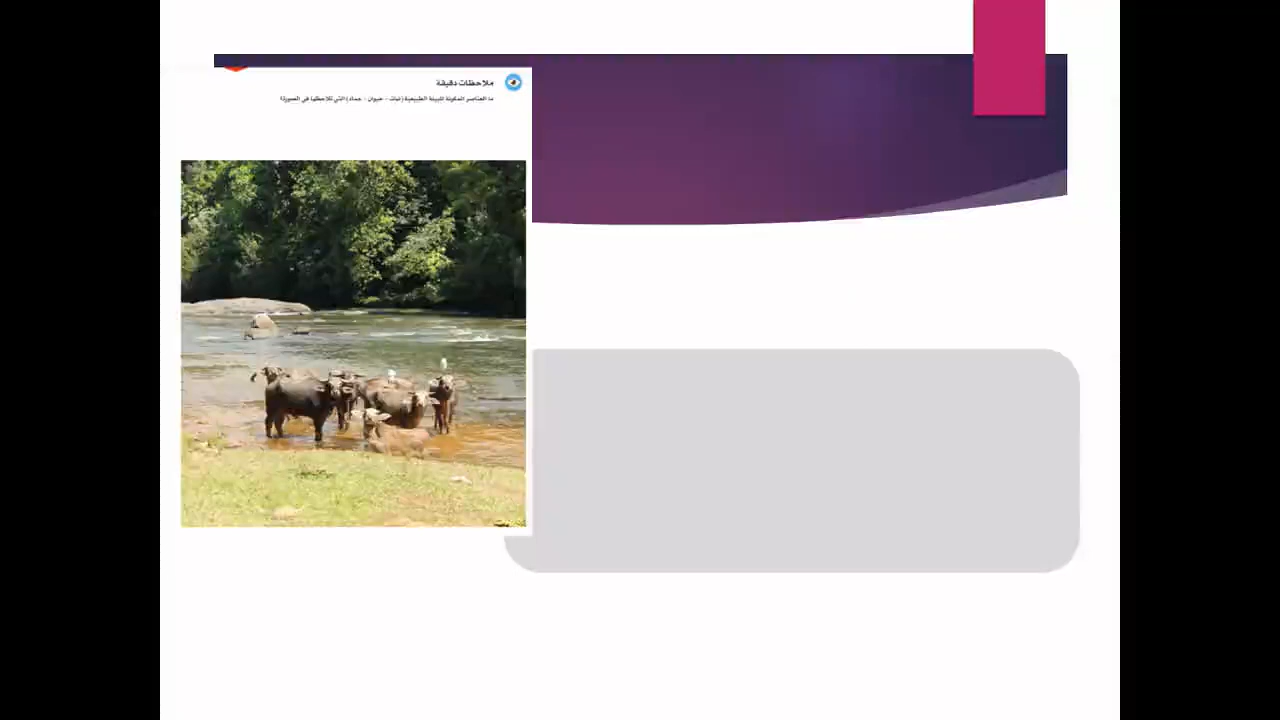 ملاحظات دقيقة
ما العناصر المكونة للبيئة الطبيعية (نبات - حيوان - جماد) التي تلاحظها في الصورة؟